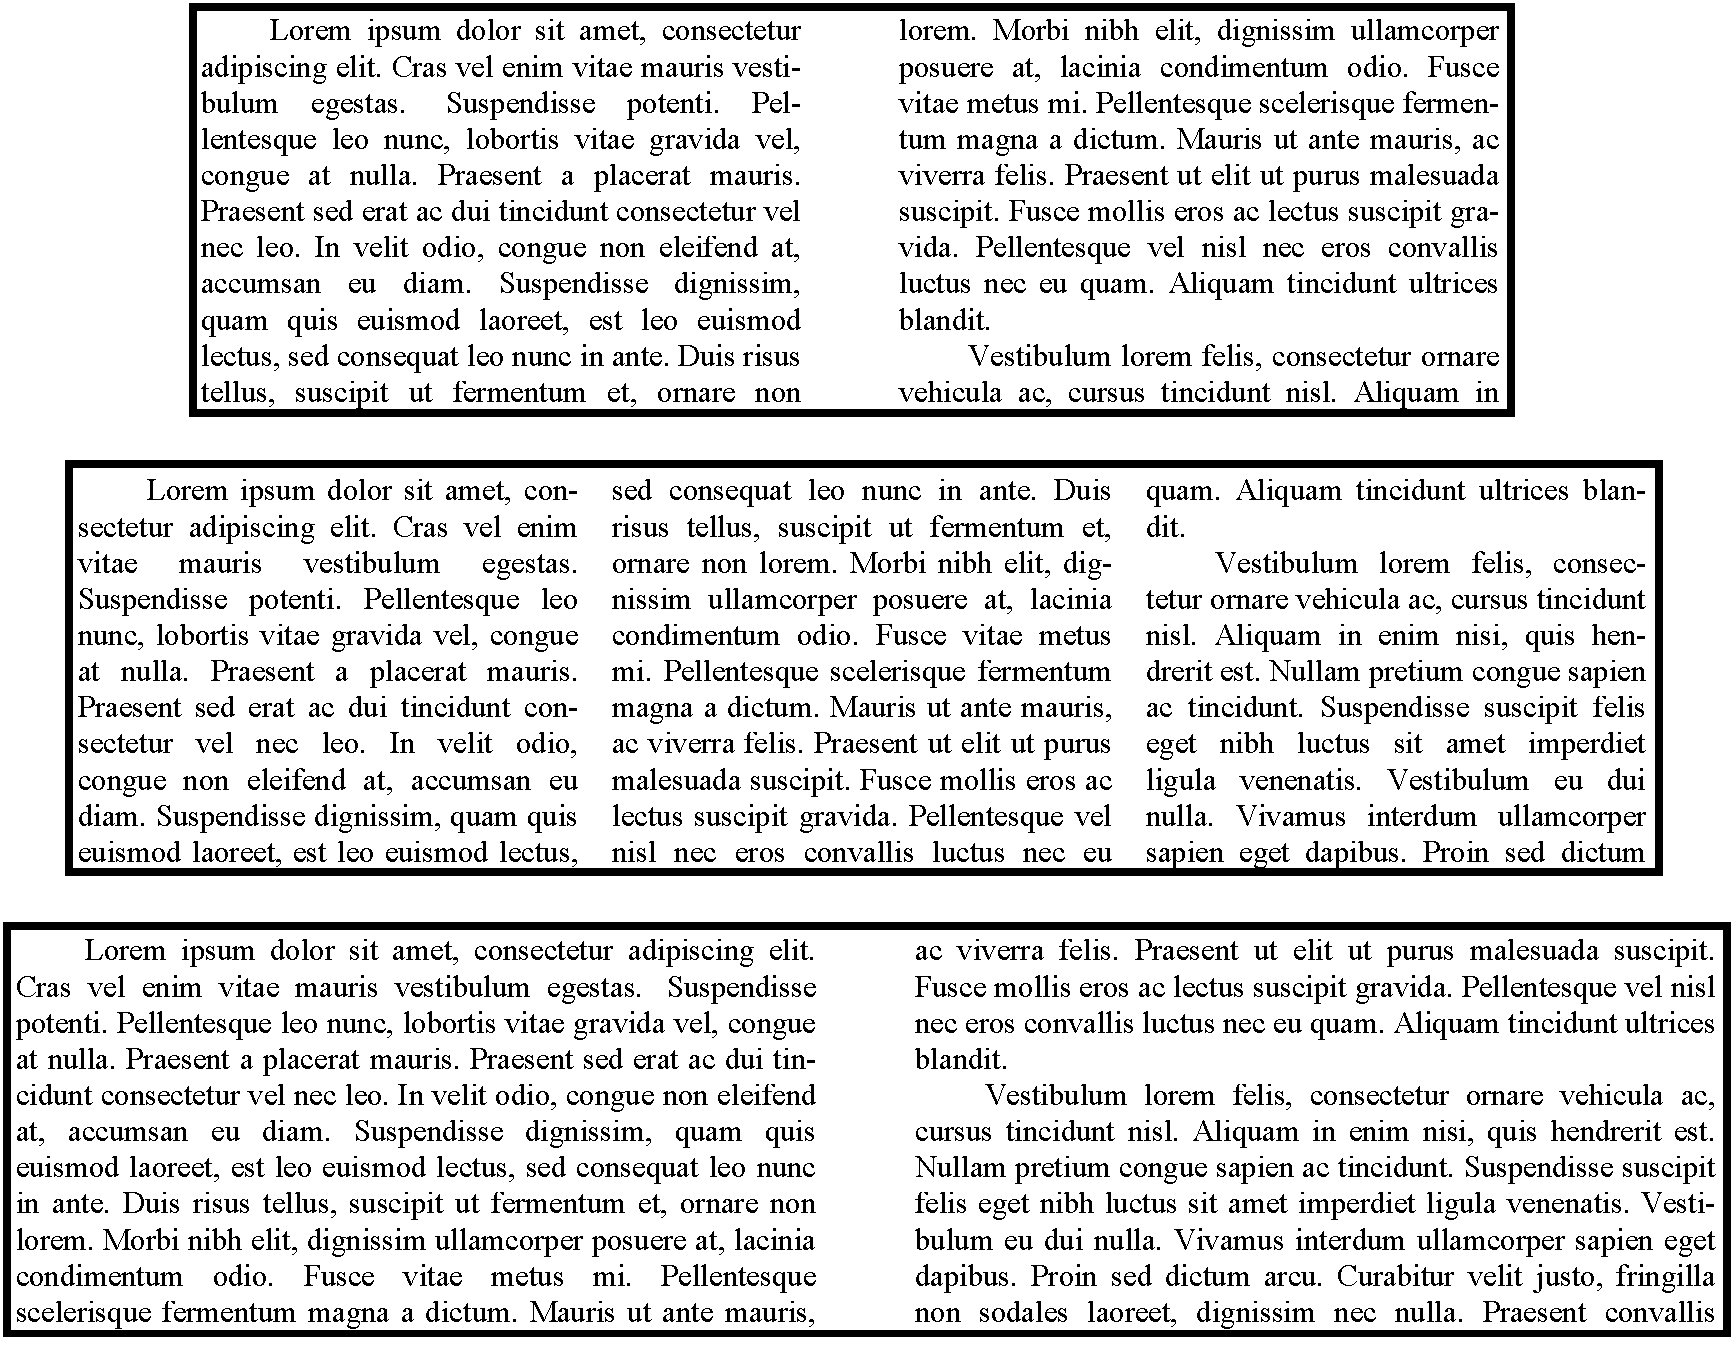 Lorem ipsum dolor sit amet, consectetur
adipiscing elit. Cras vel enim vitae mauris vesti-
bulum egestas. Suspendisse potenti. Pel-
lentesque leo nunc, lobortis vitae gravida vel,
congue at nulla. Praesent a placerat mauris.
Praesent sed erat ac dui tincidunt consectetur vel
nec leo. In velit odio, congue non eleifend at,
accumsan eu diam. Suspendisse dignissim,
quam quis euismod laoreet, est leo euismod
lectus, sed consequat leo nunc in ante. Duis risus
tellus, suscipit ut fermentum et, ornare non
lorem. Morbi nibh elit, dignissim ullamcorper
posuere at, lacinia condimentum odio. Fusce
vitae metus mi. Pellentesque scelerisque fermen-
tum magna a dictum. Mauris ut ante mauris, ac
viverra felis. Praesent ut elit ut purus malesuada
suscipit. Fusce mollis eros ac lectus suscipit gra-
vida. Pellentesque vel nisl nec eros convallis
luctus nec eu quam. Aliquam tincidunt ultrices
blandit.
Vestibulum lorem felis, consectetur ornare
vehicula ac, cursus tincidunt nisl. Aliquam in
Lorem ipsum dolor sit amet, con-
sectetur adipiscing elit. Cras vel enim
vitae mauris vestibulum egestas.
Suspendisse potenti. Pellentesque leo
nunc, lobortis vitae gravida vel, congue
at nulla. Praesent a placerat mauris.
Praesent sed erat ac dui tincidunt con-
sectetur vel nec leo. In velit odio,
congue non eleifend at, accumsan eu
diam. Suspendisse dignissim, quam quis
euismod laoreet, est leo euismod lectus,
sed consequat leo nunc in ante. Duis
risus tellus, suscipit ut fermentum et,
ornare non lorem. Morbi nibh elit, dig-
nissim ullamcorper posuere at, lacinia
condimentum odio. Fusce vitae metus
mi. Pellentesque scelerisque fermentum
magna a dictum. Mauris ut ante mauris,
ac viverra felis. Praesent ut elit ut purus
malesuada suscipit. Fusce mollis eros ac
lectus suscipit gravida. Pellentesque vel
nisl nec eros convallis luctus nec eu
quam. Aliquam tincidunt ultrices blan-
dit.
Vestibulum lorem felis, consec-
tetur ornare vehicula ac, cursus tincidunt
nisl. Aliquam in enim nisi, quis hen-
drerit est. Nullam pretium congue sapien
ac tincidunt. Suspendisse suscipit felis
eget nibh luctus sit amet imperdiet
ligula venenatis. Vestibulum eu dui
nulla. Vivamus interdum ullamcorper
sapien eget dapibus. Proin sed dictum
Lorem ipsum dolor sit amet, consectetur adipiscing elit.
Cras vel enim vitae mauris vestibulum egestas. Suspendisse
potenti. Pellentesque leo nunc, lobortis vitae gravida vel, congue
at nulla. Praesent a placerat mauris. Praesent sed erat ac dui tin-
cidunt consectetur vel nec leo. In velit odio, congue non eleifend
at, accumsan eu diam. Suspendisse dignissim, quam quis
euismod laoreet, est leo euismod lectus, sed consequat leo nunc
in ante. Duis risus tellus, suscipit ut fermentum et, ornare non
lorem. Morbi nibh elit, dignissim ullamcorper posuere at, lacinia
condimentum odio. Fusce vitae metus mi. Pellentesque
scelerisque fermentum magna a dictum. Mauris ut ante mauris,
ac viverra felis. Praesent ut elit ut purus malesuada suscipit.
Fusce mollis eros ac lectus suscipit gravida. Pellentesque vel nisl
nec eros convallis luctus nec eu quam. Aliquam tincidunt ultrices
blandit.
Vestibulum lorem felis, consectetur ornare vehicula ac,
cursus tincidunt nisl. Aliquam in enim nisi, quis hendrerit est.
Nullam pretium congue sapien ac tincidunt. Suspendisse suscipit
felis eget nibh luctus sit amet imperdiet ligula venenatis. Vesti-
bulum eu dui nulla. Vivamus interdum ullamcorper sapien eget
dapibus. Proin sed dictum arcu. Curabitur velit justo, fringilla
non sodales laoreet, dignissim nec nulla. Praesent convallis